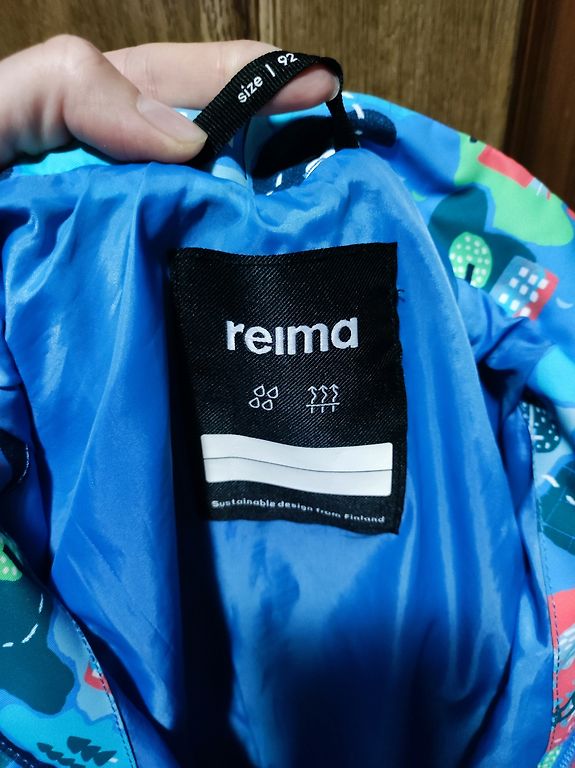 size | 92
reima
Sustainable design from Finland